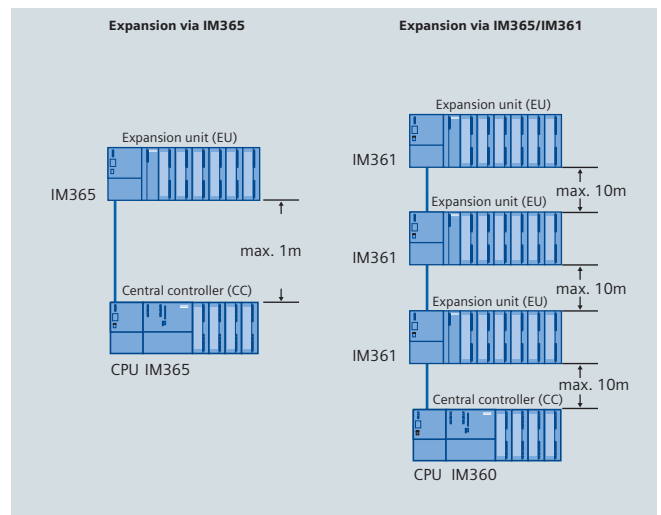 Expansion via IM365
Expansion unit (EU)
IM365
max. 1m
Central controller (CC)
CPU IM365
Expansion via IM365/IM361
Expansion unit (EU)
IM361
max. 10m
Expansion unit (EU)
IM361
max. 10m
Expansion unit (EU)
IM361
max. 10m
Central controller (CC)
CPU IM360